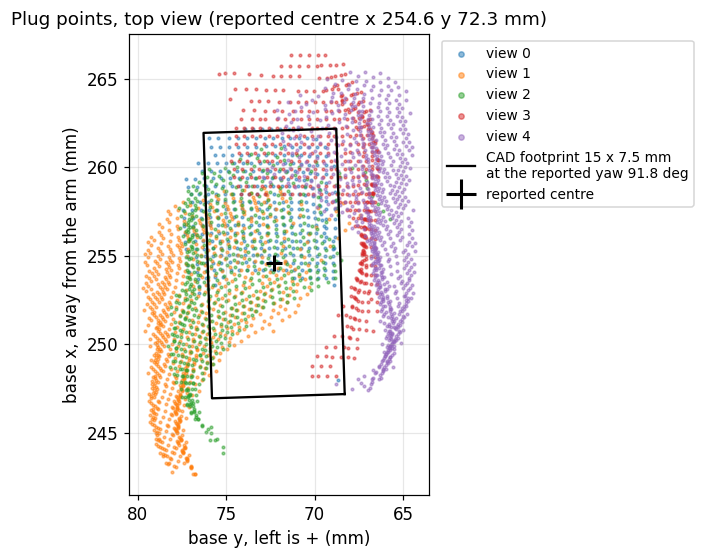 Plug points, top view (reported centre x 254.6 y 72.3 mm)
view 0
view 1
view 2
view 3
view 4
CAD footprint 15 x 7.5 mm
at the reported yaw 91.8 deg
reported centre
base x, away from the arm (mm)
265
260
255
250
245
80
75
70
65
base y, left is + (mm)